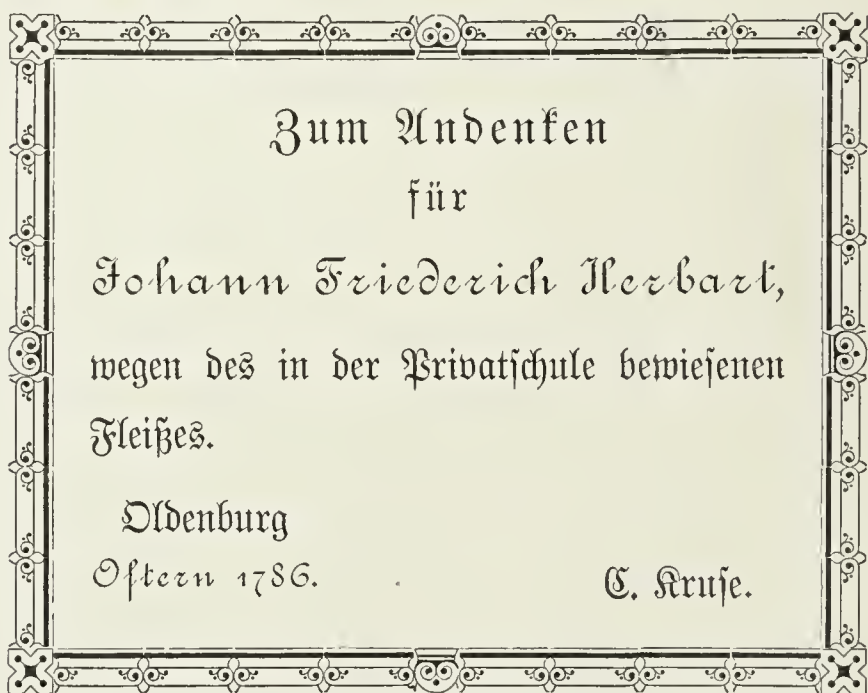 Zum Andenken
für
Johann Friederich Herbart,
wegen des in der Privatſchule bewieſenen
Fleißes.
Oldenburg
Oſtern 1786.
C. Kruſe.